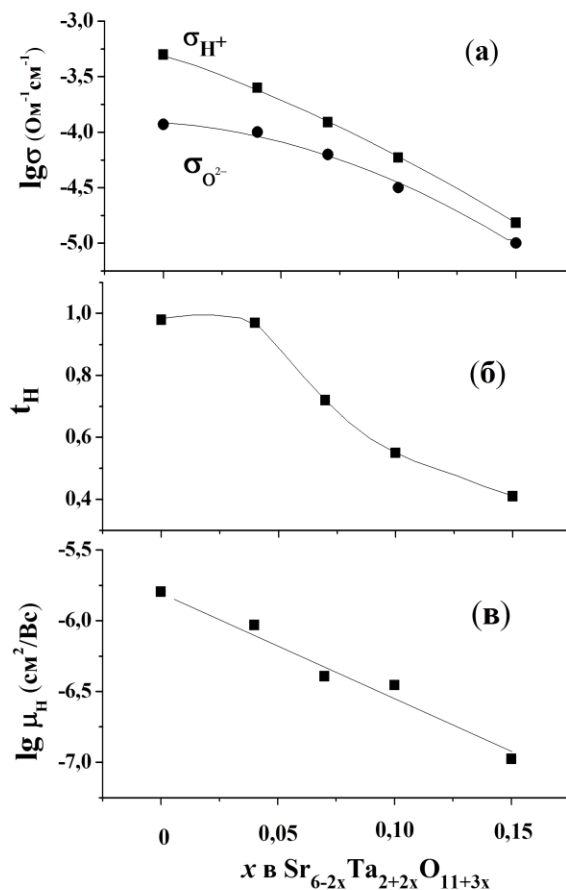 (а)
σH+
σO2−
lgσ (Ом-1см-1)
-3,0
-3,5
-4,0
-4,5
-5,0
(б)
tH
1,0
0,8
0,6
0,4
(в)
lg μH (см2/Вс)
-5,5
-6,0
-6,5
-7,0
0 0,05 0,10 0,15
x в Sr6-2xTa2+2xO11+3x